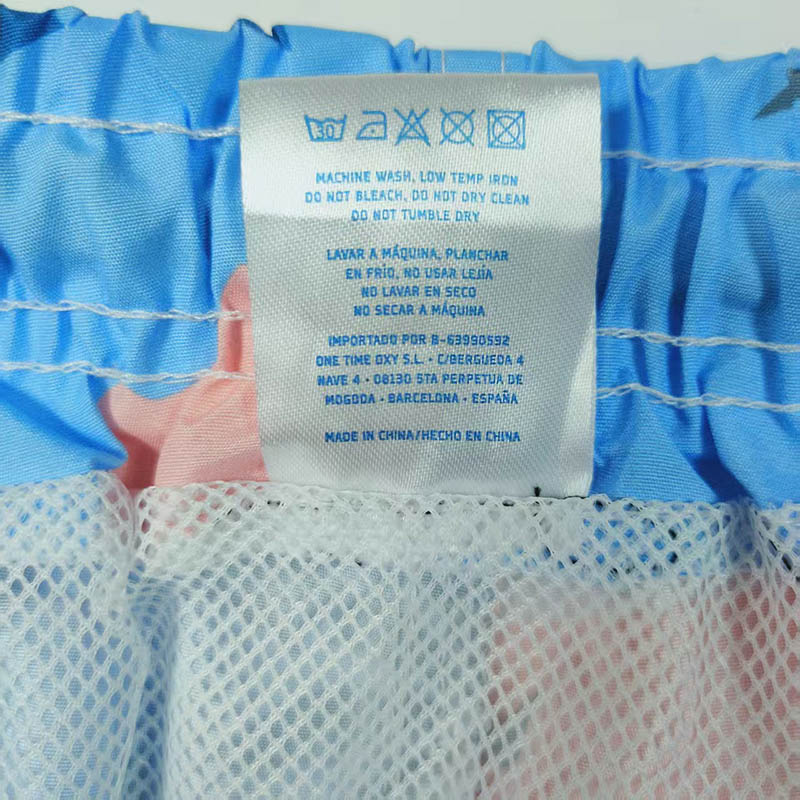 30
MACHINE WASH, LOW TEMP IRON
DO NOT BLEACH, DO NOT DRY CLEAN
DO NOT TUMBLE DRY
LAVAR A MÁQUINA, PLANCHAR
EN FRÍO, NO USAR LEJÍA
NO LAVAR EN SECO
NO SECAR A MÁQUINA
IMPORTADO POR B-63990592
ONE TIME OXY S.L. - C/BERGUEDA 4
NAVE 4 - 08130 STA PERPETUA DE
MOGODA - BARCELONA - ESPAÑA
MADE IN CHINA/HECHO EN CHINA